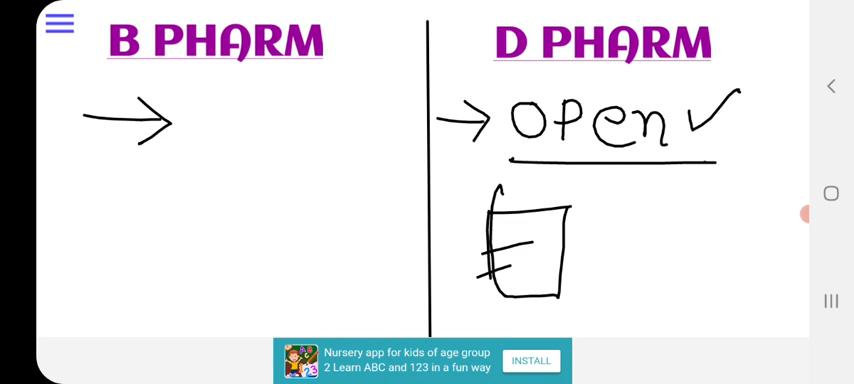 B PHARM
D PHARM
→
→ OPen ✓
Nursery app for kids of age group
2 Learn ABC and 123 in a fun way
INSTALL